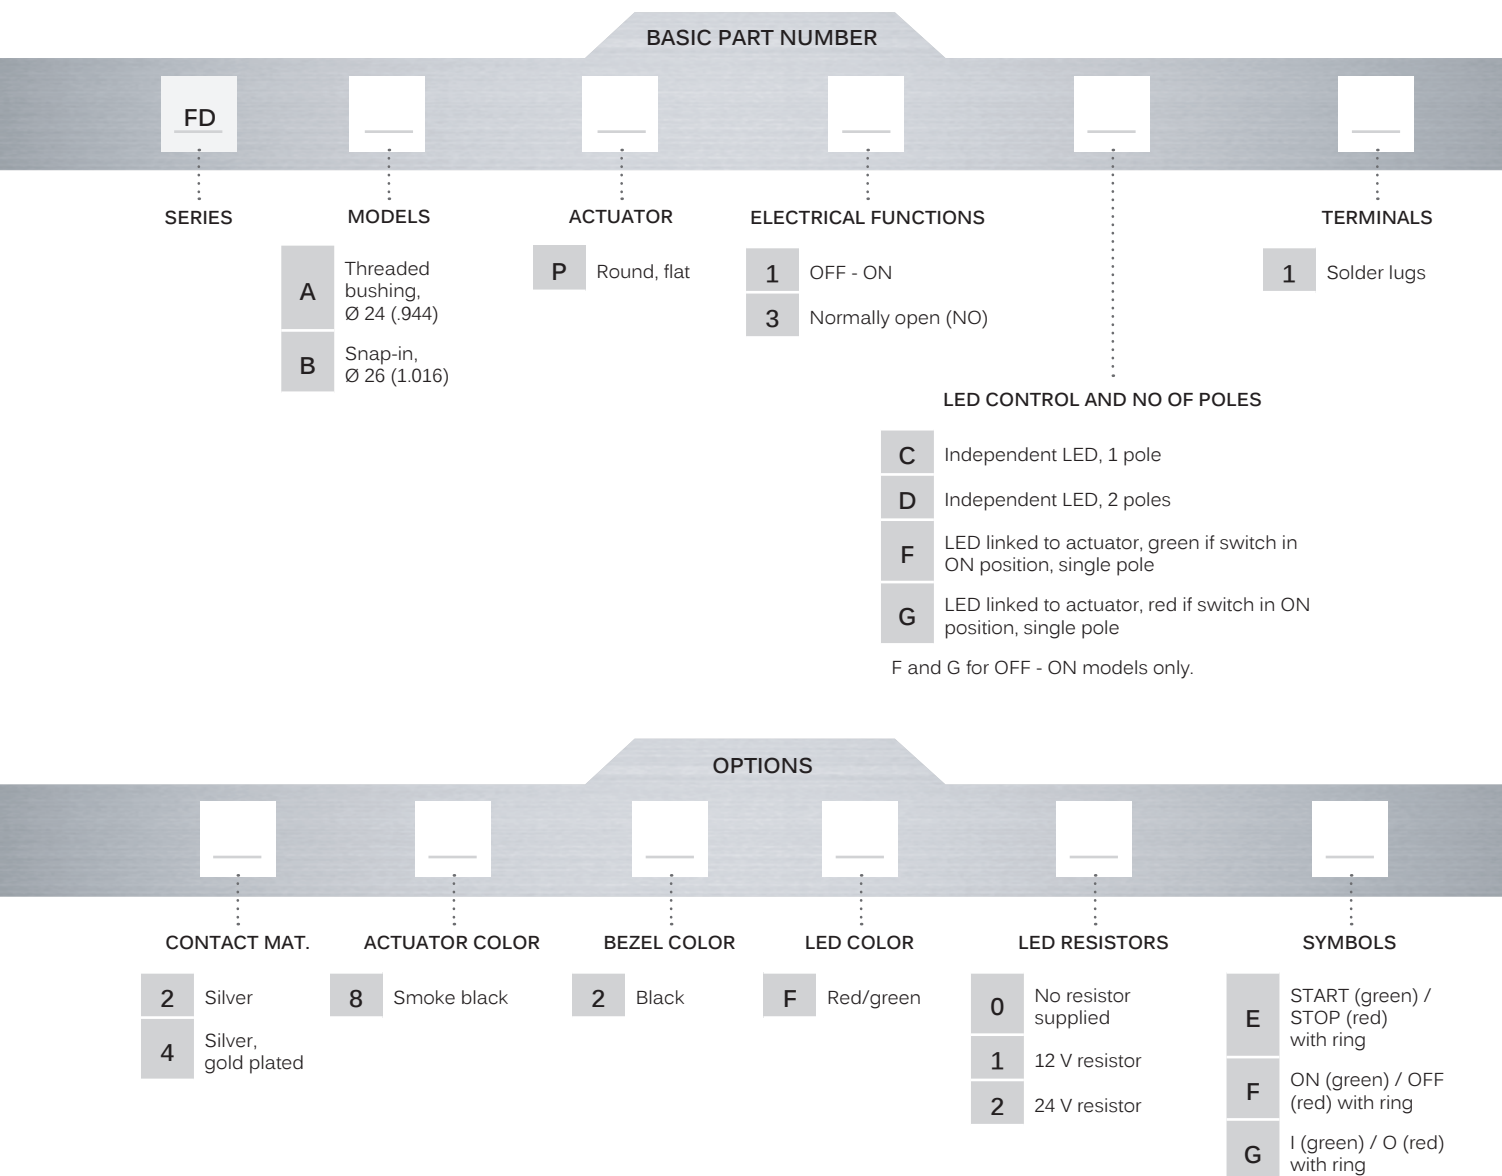 BASIC PART NUMBER
FD
SERIES
MODELS
A
Threaded
bushing,
Ø 24 (.944)
B
Snap-in,
Ø 26 (1.016)
ACTUATOR
P
Round, flat
ELECTRICAL FUNCTIONS
1
OFF - ON
3
Normally open (NO)
LED CONTROL AND NO OF POLES
C
Independent LED, 1 pole
D
Independent LED, 2 poles
F
LED linked to actuator, green if switch in
ON position, single pole
G
LED linked to actuator, red if switch in ON
position, single pole
F and G for OFF - ON models only.
TERMINALS
1
Solder lugs
OPTIONS
CONTACT MAT.
2
Silver
4
Silver,
gold plated
ACTUATOR COLOR
8
Smoke black
BEZEL COLOR
2
Black
LED COLOR
F
Red/green
LED RESISTORS
0
No resistor
supplied
1
12 V resistor
2
24 V resistor
SYMBOLS
E
START (green) /
STOP (red)
with ring
F
ON (green) / OFF
(red) with ring
G
I (green) / O (red)
with ring